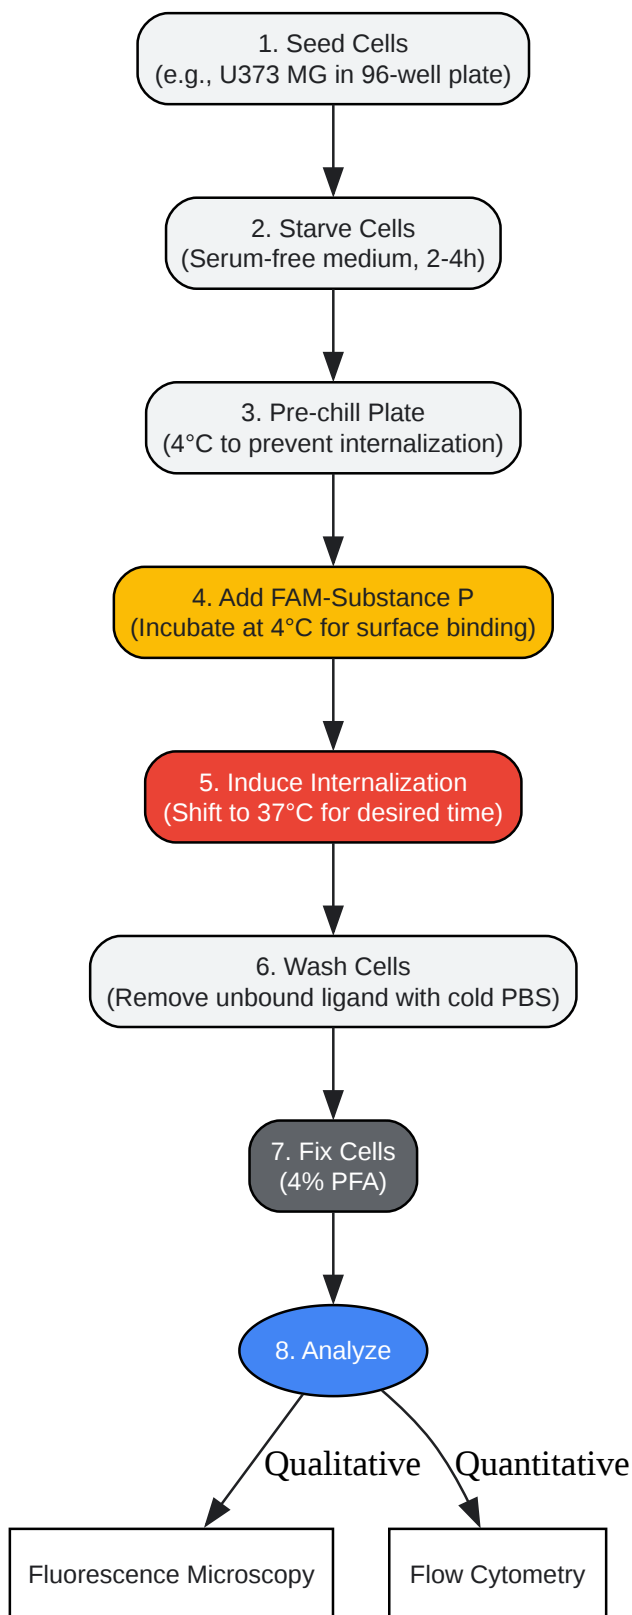 1. Seed Cells
(e.g., U373 MG in 96-well plate)
2. Starve Cells
(Serum-free medium, 2-4h)
3. Pre-chill Plate
(4°C to prevent internalization)
4. Add FAM-Substance P
(Incubate at 4°C for surface binding)
5. Induce Internalization
(Shift to 37°C for desired time)
6. Wash Cells
(Remove unbound ligand with cold PBS)
7. Fix Cells
(4% PFA)
8. Analyze
Qualitative
Quantitative
Fluorescence Microscopy
Flow Cytometry